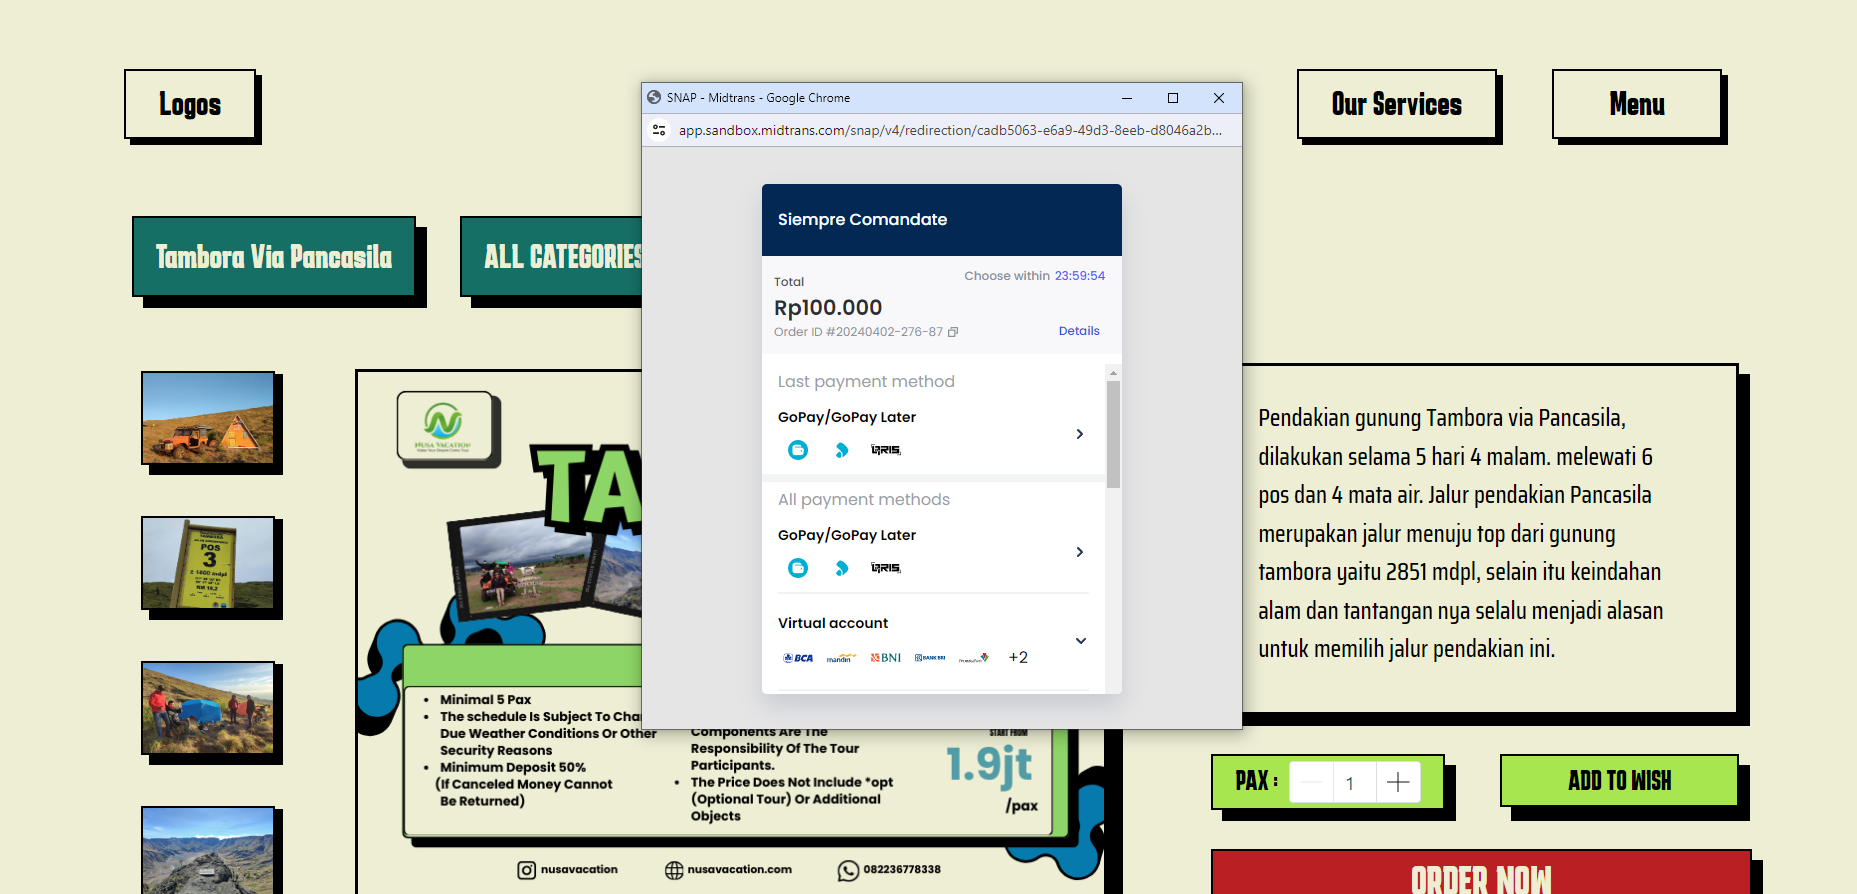 Logos
Our Services
Menu
Tambora Via Pancasila
ALL CATEGORIES
SNAP - Midtrans - Google Chrome
app.sandbox.midtrans.com/snap/v4/redirection/cadb5063-e6a9-49d3-8eeb-d8046a2b...
Siempre Comandate
Choose within 23:59:54
Total
Rp100.000
Order ID #20240402-276-87
Details
Last payment method
GoPay/GoPay Later
QRIS
All payment methods
GoPay/GoPay Later
QRIS
Virtual account
BCA
mandiri
BNI
BANK BRI
+2
NUSA VACATION
TA
POS
3
Minimal 5 Pax
The schedule Is Subject To Cha
Due Weather Conditions Or Other
Security Reasons
Minimum Deposit 50%
(If Canceled Money Cannot
Be Returned)
Components Are The
Responsibility Of The Tour
Participants.
The Price Does Not Include *opt
(Optional Tour) Or Additional
Objects
START FROM
1.9jt
/pax
nusavacation
nusavacation.com
082236778338
Pendakian gunung Tambora via Pancasila,
dilakukan selama 5 hari 4 malam. melewati 6
pos dan 4 mata air. Jalur pendakian Pancasila
merupakan jalur menuju top dari gunung
tambora yaitu 2851 mdpl, selain itu keindahan
alam dan tantangan nya selalu menjadi alasan
untuk memilih jalur pendakian ini.
PAX :
1
ADD TO WISH
ORDER NOW